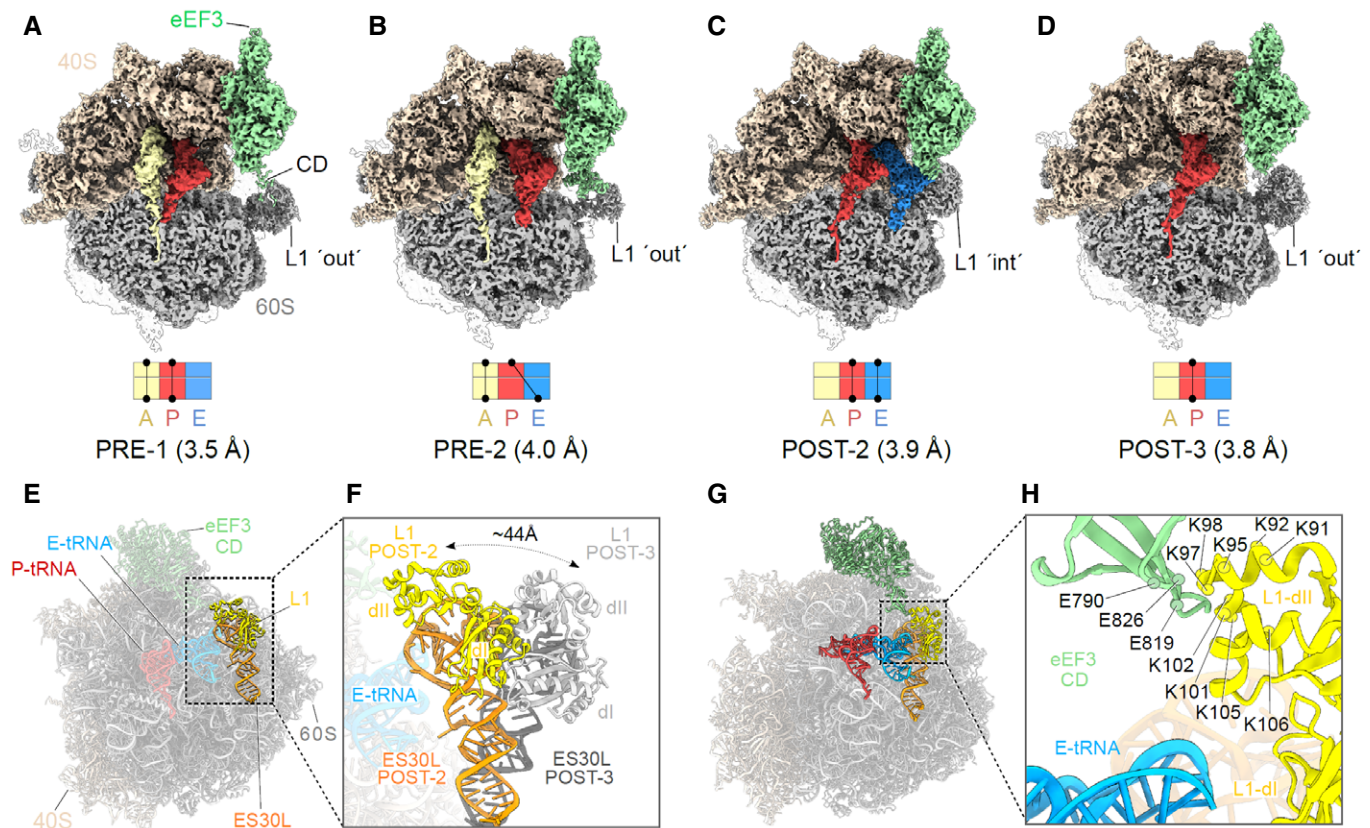 A
B
C
D
eEF3
40S
CD
L1 ´out´
60S
L1 ´out´
L1 ´int´
L1 ´out´
A P E
A P E
A P E
A P E
PRE-1 (3.5 Å)
PRE-2 (4.0 Å)
POST-2 (3.9 Å)
POST-3 (3.8 Å)
E
F
G
H
eEF3
CD
E-tRNA
P-tRNA
L1
60S
40S
ES30L
L1
POST-2
~44Å
L1
POST-3
dII
dII
dI
E-tRNA
ES30L
POST-2
ES30L
POST-3
K98
K92
K91
K97
K95
L1-dII
E790
E826
E819
eEF3
CD
K102
K101
K105
K106
E-tRNA
L1-dI